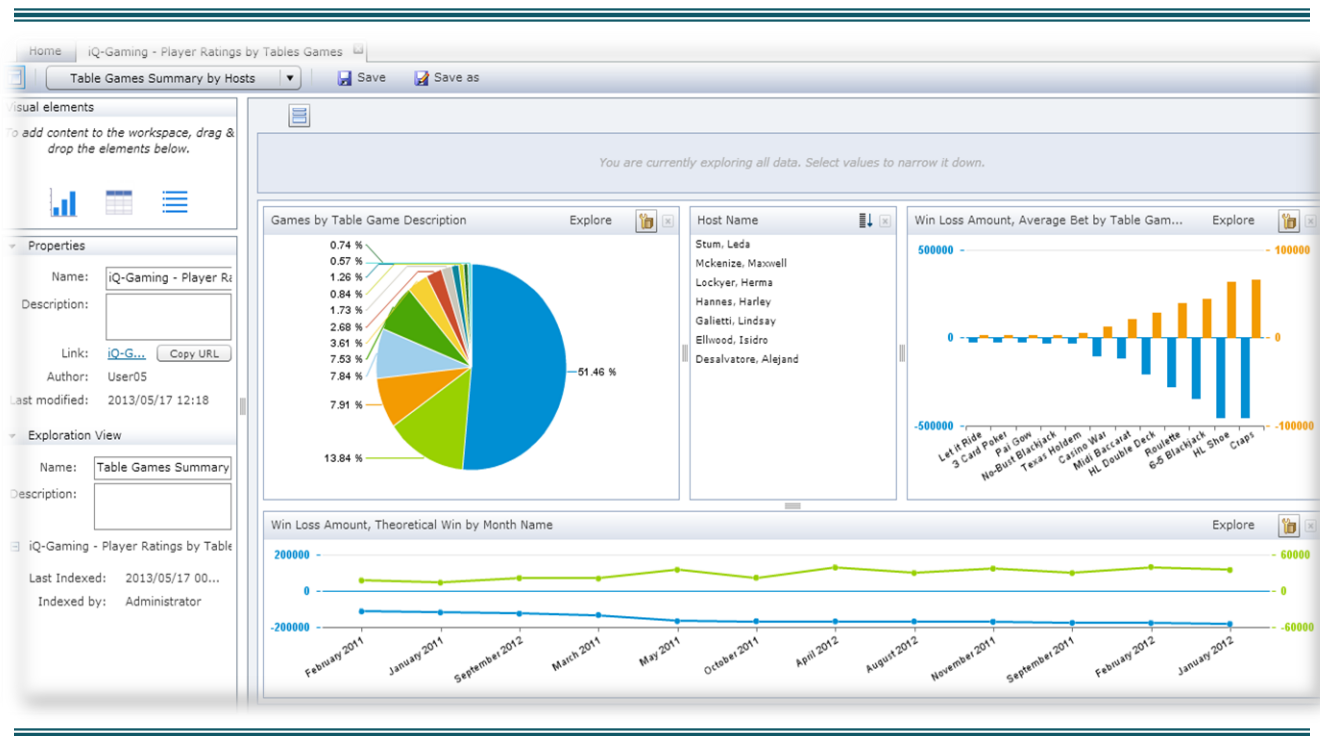 Home
iQ-Gaming - Player Ratings by Tables Games
Table Games Summary by Hosts
Save
Save as
Visual elements
To add content to the workspace, drag &
drop the elements below.
Properties
Name: iQ-Gaming - Player Ra
Description:
Link: iQ-G... Copy URL
Author: User05
Last modified: 2013/05/17 12:18
Exploration View
Name: Table Games Summary
Description:
iQ-Gaming - Player Ratings by Table
Last Indexed: 2013/05/17 00...
Indexed by: Administrator
You are currently exploring all data. Select values to narrow it down.
Games by Table Game Description
Explore
0.74 %
0.57 %
1.26 %
0.84 %
1.73 %
2.68 %
3.61 %
7.53 %
7.84 %
7.91 %
13.84 %
51.46 %
Host Name
Stum, Leda
Mckenize, Maxwell
Lockyer, Herma
Hannes, Harley
Galietti, Lindsay
Ellwood, Isidro
Desalvatore, Alejand
Win Loss Amount, Average Bet by Table Gam...
Explore
500000
100000
0
0
-500000
-100000
Let it Ride
3 Card Poker
Pai Gow
No-Bust Blackjack
Texas Holdem
Casino War
Midi Baccarat
HL Double Deck
Roulette
6-5 Blackjack
HL Shoe
Craps
Win Loss Amount, Theoretical Win by Month Name
Explore
200000
60000
0
0
-200000
-60000
February 2011
January 2011
September 2012
March 2011
May 2011
October 2011
April 2012
August 2012
November 2011
September 2011
February 2012
January 2012